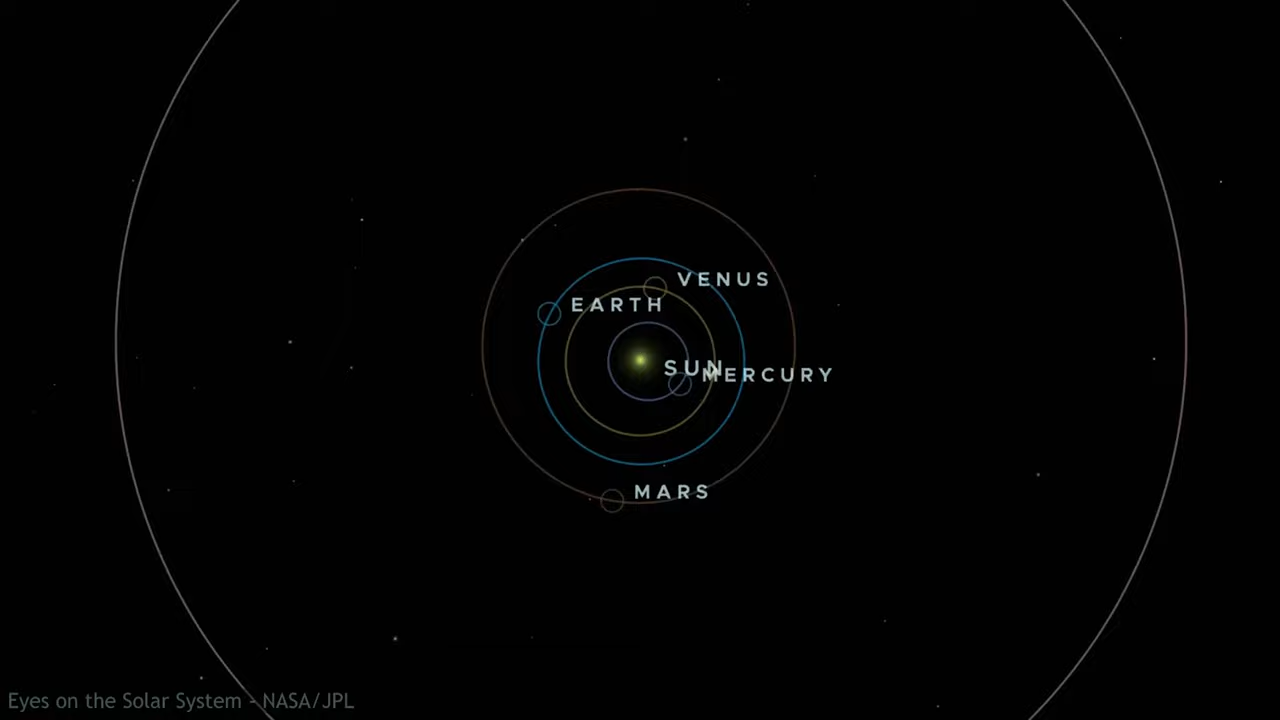 VENUS
EARTH
SUN
MERCURY
MARS
Eyes on the Solar System - NASA/JPL